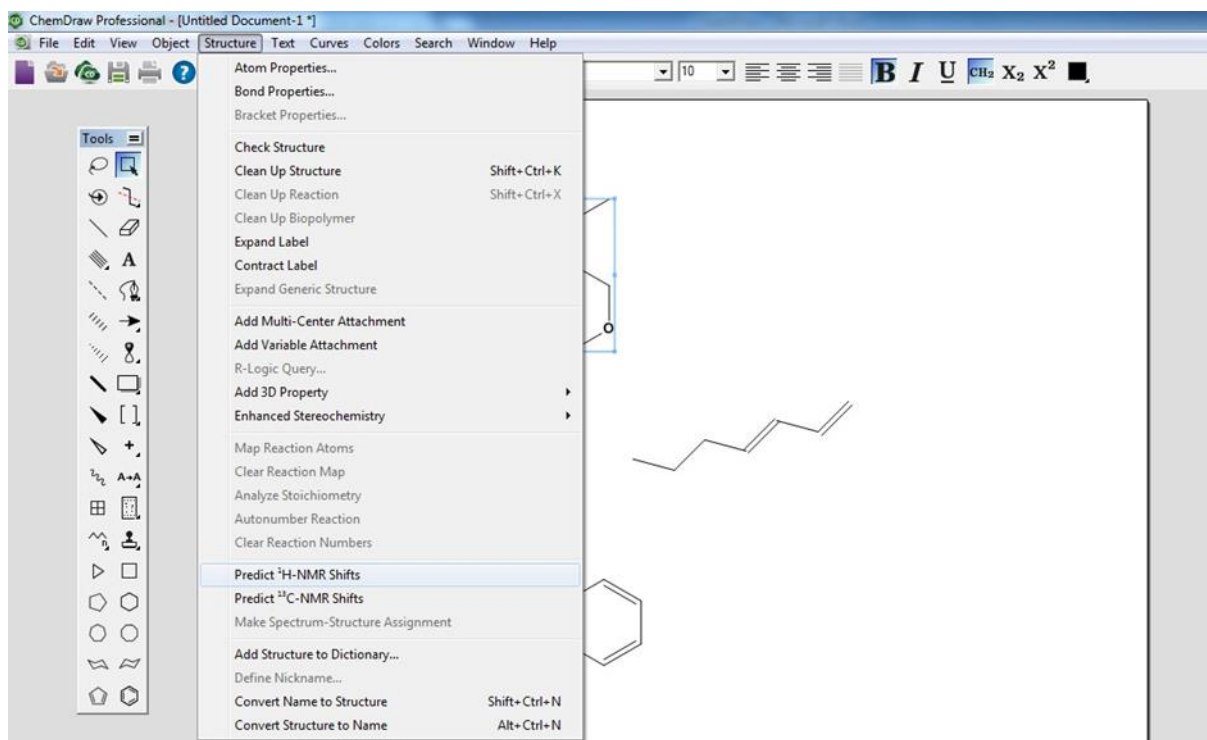 ChemDraw Professional - [Untitled Document-1 *]
File Edit View Object Structure Text Curves Colors Search Window Help
10 B I U CH₂ X₂ X²
Tools
A
A→A
n
Atom Properties...
Bond Properties...
Bracket Properties...
Check Structure
Clean Up Structure Shift+Ctrl+K
Clean Up Reaction Shift+Ctrl+X
Clean Up Biopolymer
Expand Label
Contract Label
Expand Generic Structure
Add Multi-Center Attachment
Add Variable Attachment
R-Logic Query...
Add 3D Property
Enhanced Stereochemistry
Map Reaction Atoms
Clear Reaction Map
Analyze Stoichiometry
Autonumber Reaction
Clear Reaction Numbers
Predict ¹H-NMR Shifts
Predict ¹³C-NMR Shifts
Make Spectrum-Structure Assignment
Add Structure to Dictionary...
Define Nickname...
Convert Name to Structure Shift+Ctrl+N
Convert Structure to Name Alt+Ctrl+N
O